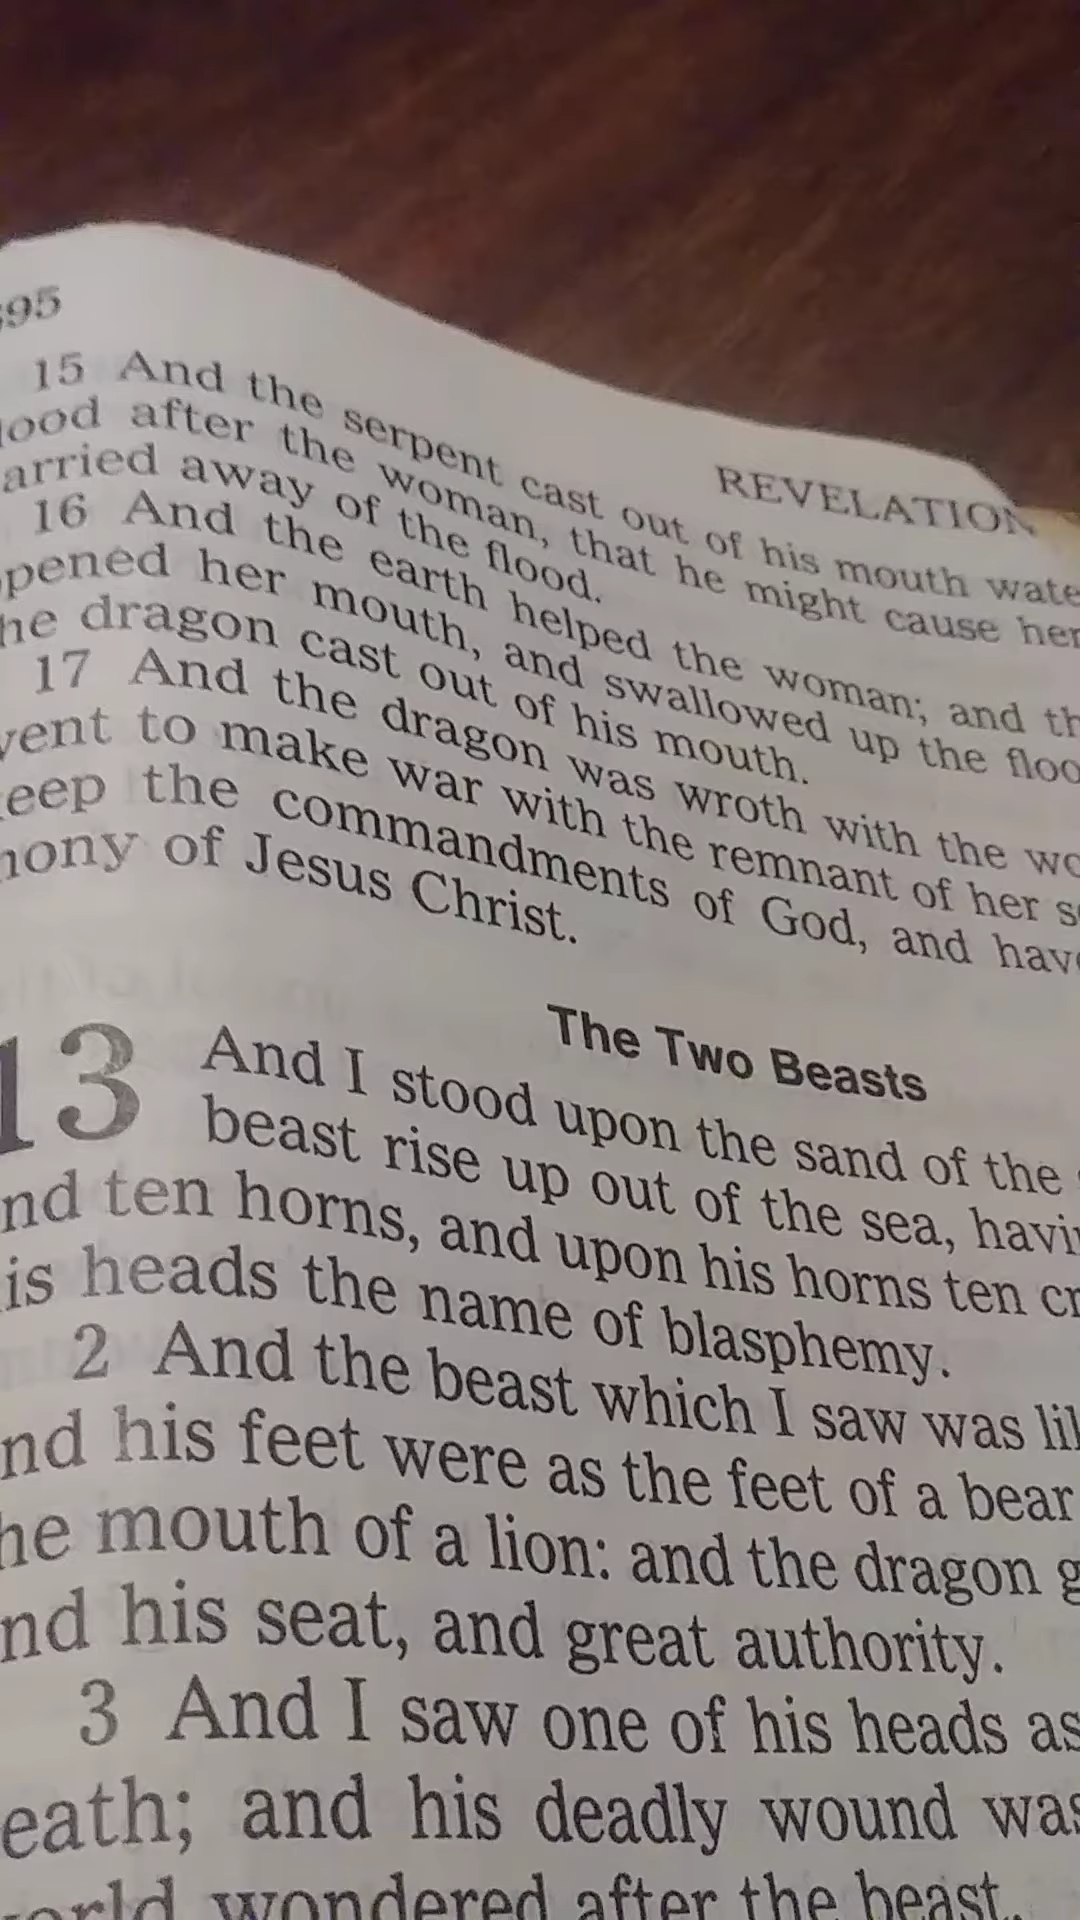 95
REVELATION
15 And the serpent cast out of his mouth wate
ood after the woman, that he might cause her
arried away of the flood.
16 And the earth helped the woman; and th
pened her mouth, and swallowed up the floo
he dragon cast out of his mouth.
17 And the dragon was wroth with the wo
vent to make war with the remnant of her s
eep the commandments of God, and have
nony of Jesus Christ.
The Two Beasts
13 And I stood upon the sand of the
beast rise up out of the sea, havi
nd ten horns, and upon his horns ten cr
is heads the name of blasphemy.
2 And the beast which I saw was lik
nd his feet were as the feet of a bear
he mouth of a lion: and the dragon g
nd his seat, and great authority.
3 And I saw one of his heads as
eath; and his deadly wound was
orld wondered after the beast.